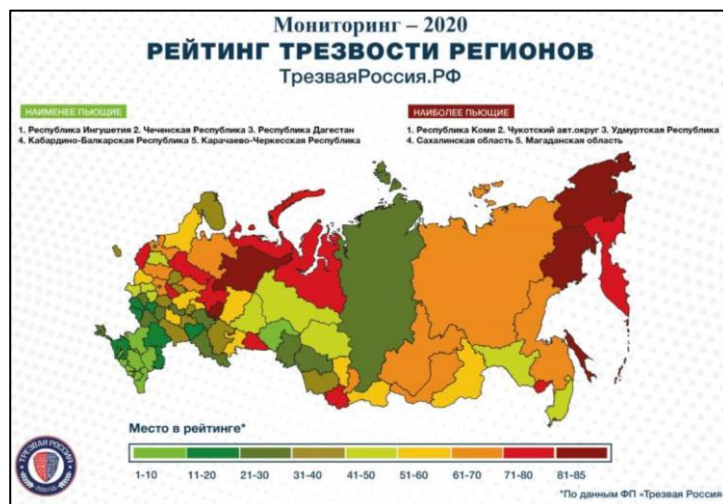 Мониторинг – 2020
РЕЙТИНГ ТРЕЗВОСТИ РЕГИОНОВ
ТрезваяРоссия.РФ
НАИМЕНЕЕ ПЬЮЩИЕ
1. Республика Ингушетия 2. Чеченская Республика 3. Республика Дагестан
4. Кабардино-Балкарская Республика 5. Карачаево-Черкесская Республика
НАИБОЛЕЕ ПЬЮЩИЕ
1. Республика Коми 2. Чукотский авт.округ 3. Удмуртская Республика
4. Сахалинская область 5. Магаданская область
Место в рейтинге*
1-10 11-20 21-30 31-40 41-50 51-60 61-70 71-80 81-85
ТРЕЗВАЯ РОССИЯ
*По данным ФП «Трезвая Россия